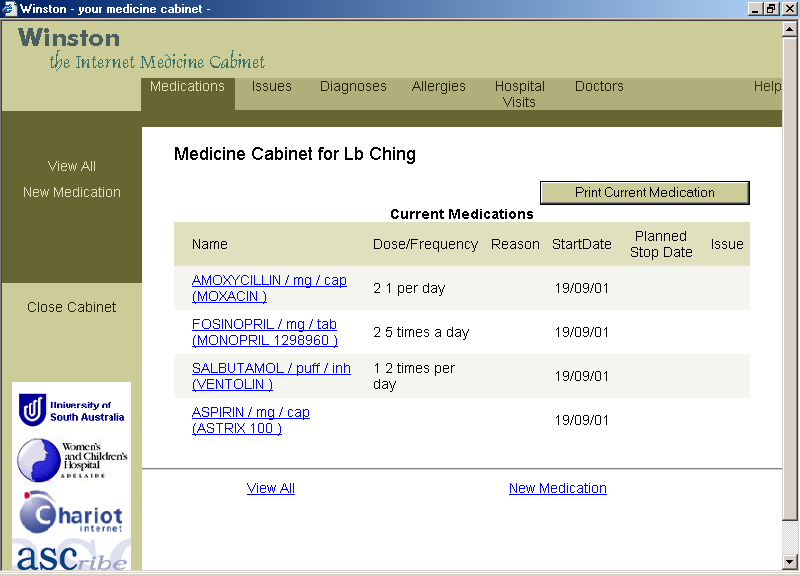 Winston - your medicine cabinet -
Winston
the Internet Medicine Cabinet
Medications Issues Diagnoses Allergies Hospital Visits Doctors Help
View All
New Medication
Close Cabinet
Medicine Cabinet for Lb Ching
Print Current Medication
Current Medications
Name Dose/Frequency Reason StartDate Planned Stop Date Issue
AMOXYCILLIN / mg / cap
(MOXACIN ) 2 1 per day 19/09/01
FOSINOPRIL / mg / tab
(MONOPRIL 1298960 ) 2 5 times a day 19/09/01
SALBUTAMOL / puff / inh
(VENTOLIN ) 1 2 times per day 19/09/01
ASPIRIN / mg / cap
(ASTRIX 100 ) 19/09/01
View All New Medication
University of
South Australia
Women's
and Children's
Hospital
ADELAIDE
Chariot
internet
ascribe